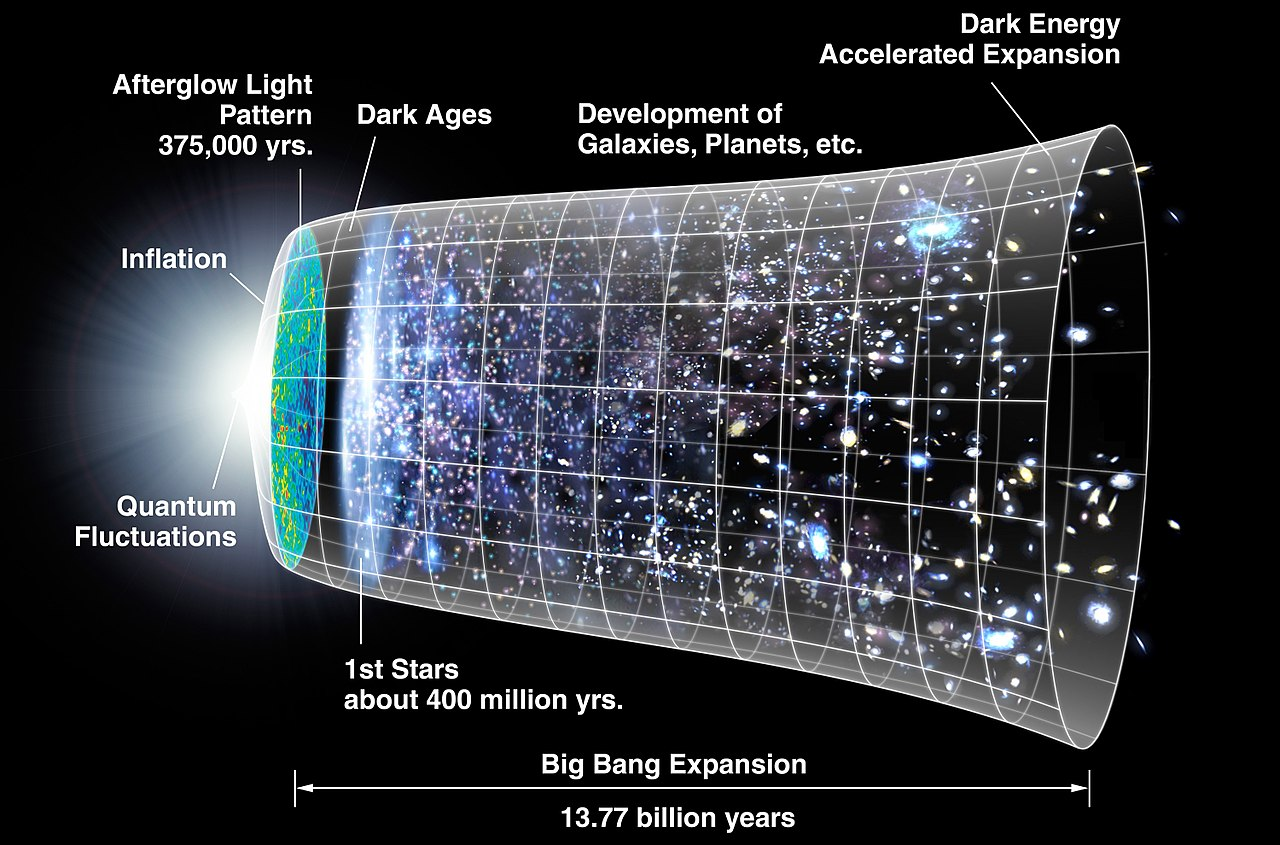 Dark Energy
Accelerated Expansion
Afterglow Light
Pattern
375,000 yrs.
Dark Ages
Development of
Galaxies, Planets, etc.
Inflation
Quantum
Fluctuations
1st Stars
about 400 million yrs.
Big Bang Expansion
13.77 billion years